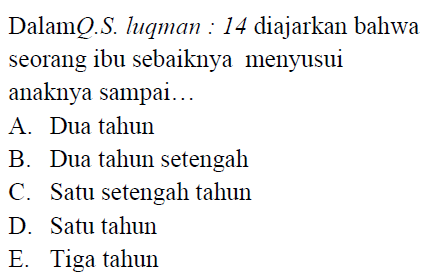 DalamQ.S. luqman : 14 diajarkan bahwa
seorang ibu sebaiknya menyusui
anaknya sampai…
A. Dua tahun
B. Dua tahun setengah
C. Satu setengah tahun
D. Satu tahun
E. Tiga tahun